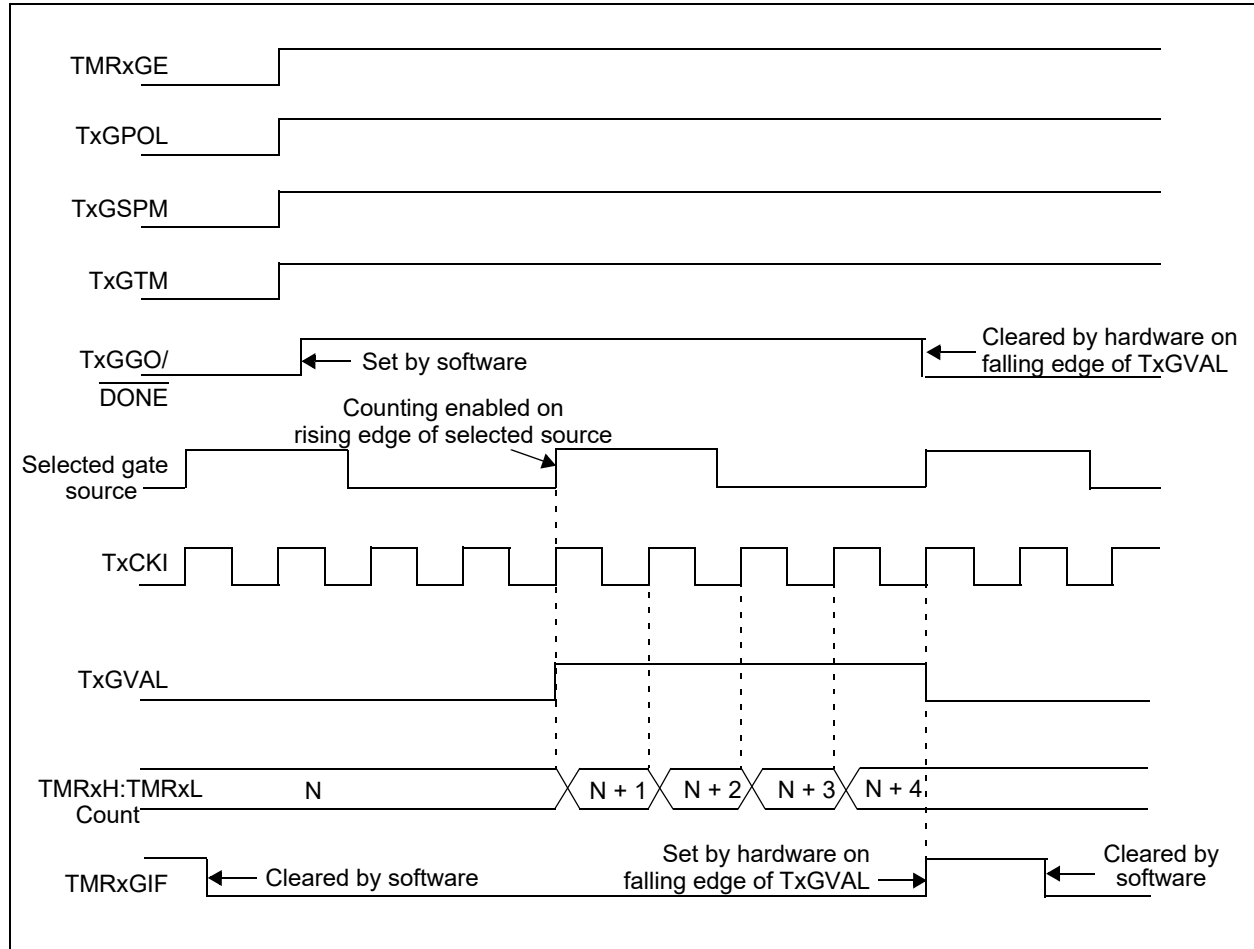 TMRxGE
TxGPOL
TxGSPM
TxGTM
TxGGO/
DONE
Set by software
Cleared by hardware on
falling edge of TxGVAL
Counting enabled on
rising edge of selected source
Selected gate
source
TxCKI
TxGVAL
TMRxH:TMRxL
Count
N
N + 1
N + 2
N + 3
N + 4
TMRxGIF
Cleared by software
Set by hardware on
falling edge of TxGVAL
Cleared by
software